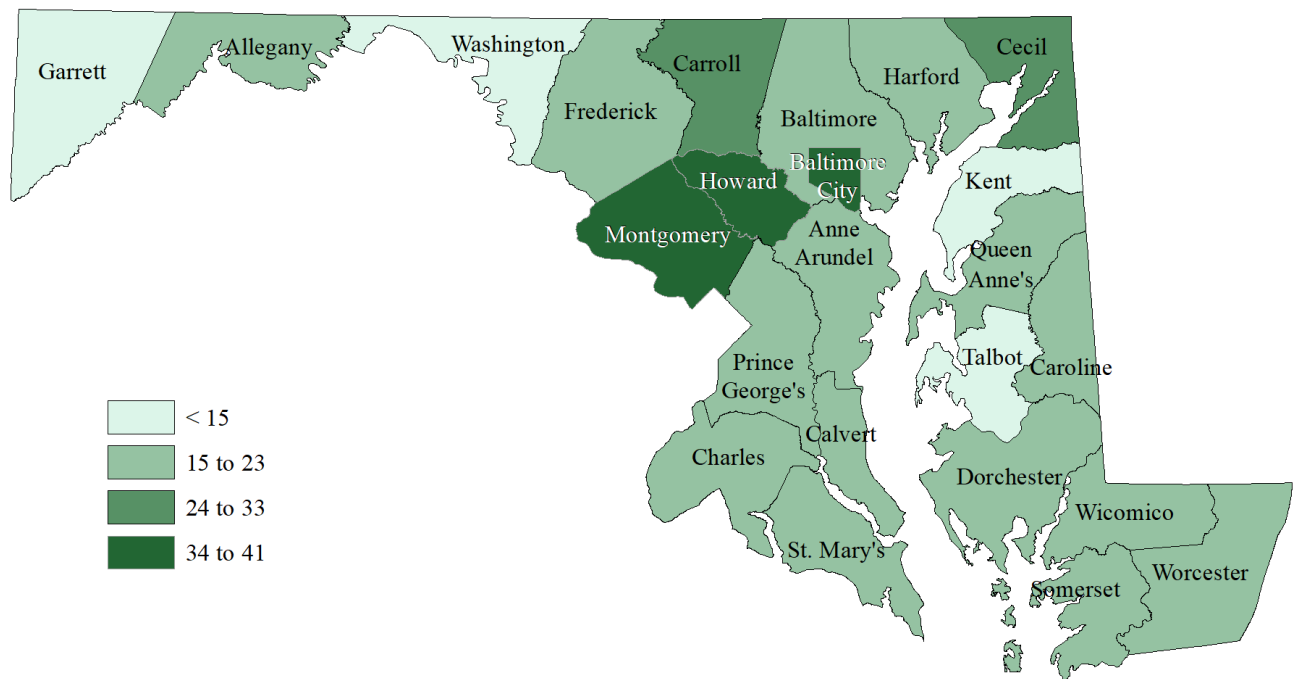 Garrett
Allegany
Washington
Frederick
Carroll
Baltimore
Harford
Cecil
Baltimore
City
Howard
Montgomery
Anne
Arundel
Kent
Queen
Anne's
Talbot
Caroline
Prince
George's
Calvert
Charles
St. Mary's
Dorchester
Wicomico
Somerset
Worcester
< 15
15 to 23
24 to 33
34 to 41